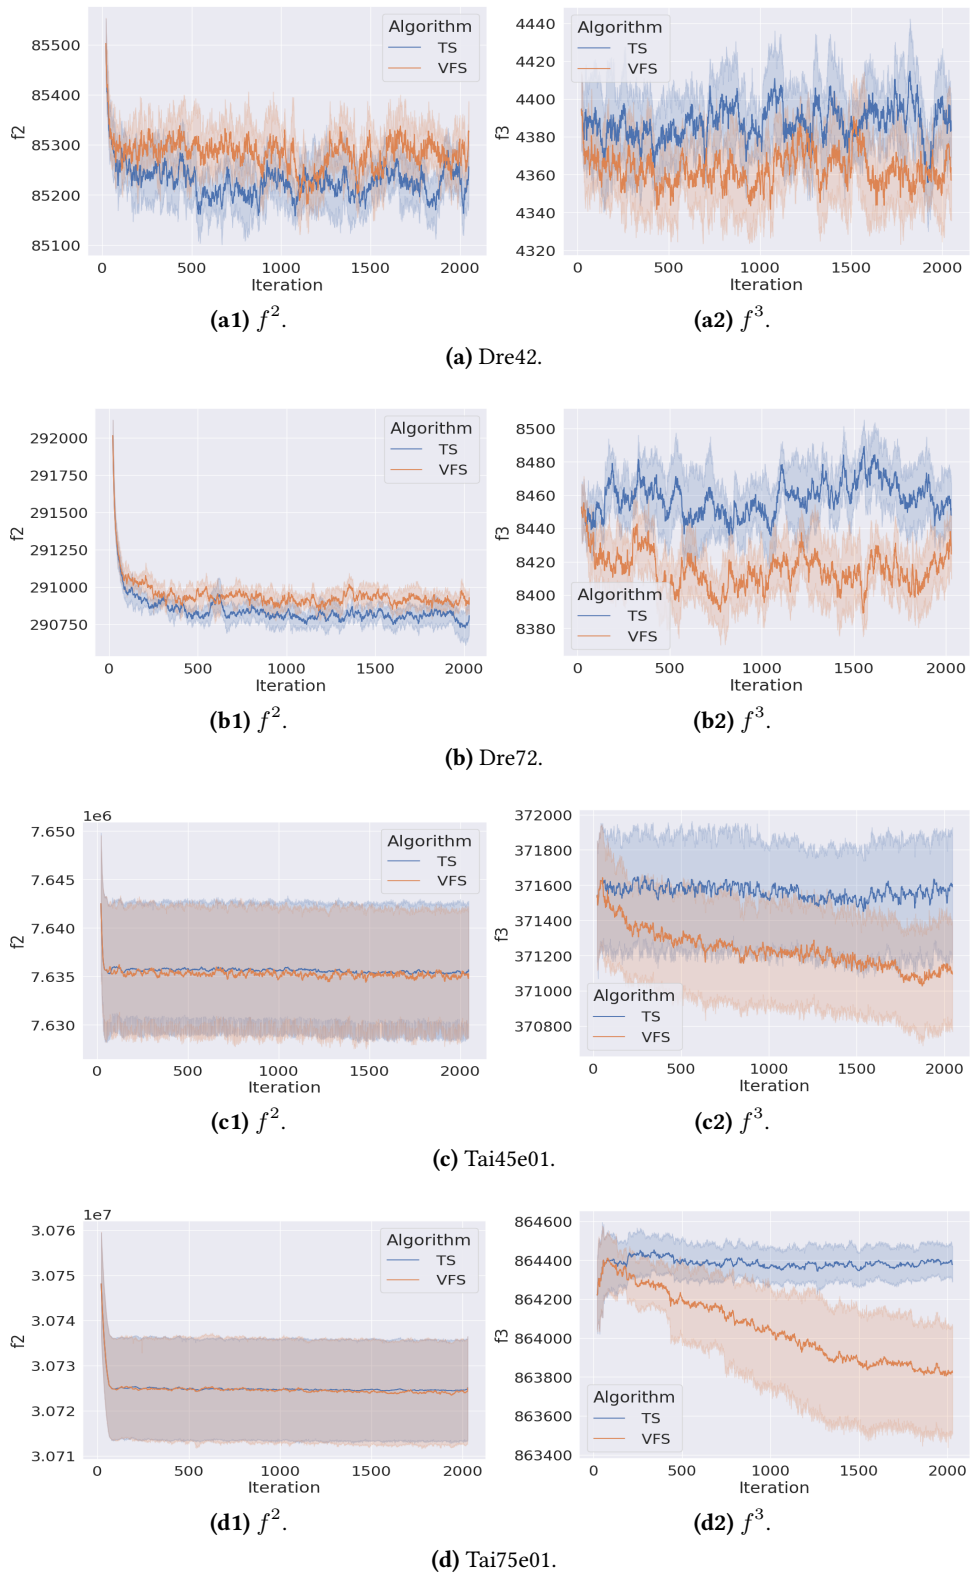 85500
85400
85300
85200
85100
f2
Algorithm
TS
VFS
0 500 1000 1500 2000
Iteration
4440
4420
4400
4380
4360
4340
4320
f3
Algorithm
TS
VFS
0 500 1000 1500 2000
Iteration
(a1) f².
(a2) f³.
(a) Dre42.
292000
291750
291500
291250
291000
290750
f2
Algorithm
TS
VFS
0 500 1000 1500 2000
Iteration
8500
8480
8460
8440
8420
8400
8380
f3
Algorithm
TS
VFS
0 500 1000 1500 2000
Iteration
(b1) f².
(b2) f³.
(b) Dre72.
1e6
7.650
7.645
7.640
7.635
7.630
f2
Algorithm
TS
VFS
0 500 1000 1500 2000
Iteration
372000
371800
371600
371400
371200
371000
370800
f3
Algorithm
TS
VFS
0 500 1000 1500 2000
Iteration
(c1) f².
(c2) f³.
(c) Tai45e01.
1e7
3.076
3.075
3.074
3.073
3.072
3.071
f2
Algorithm
TS
VFS
0 500 1000 1500 2000
Iteration
864600
864400
864200
864000
863800
863600
863400
f3
Algorithm
TS
VFS
0 500 1000 1500 2000
Iteration
(d1) f².
(d2) f³.
(d) Tai75e01.